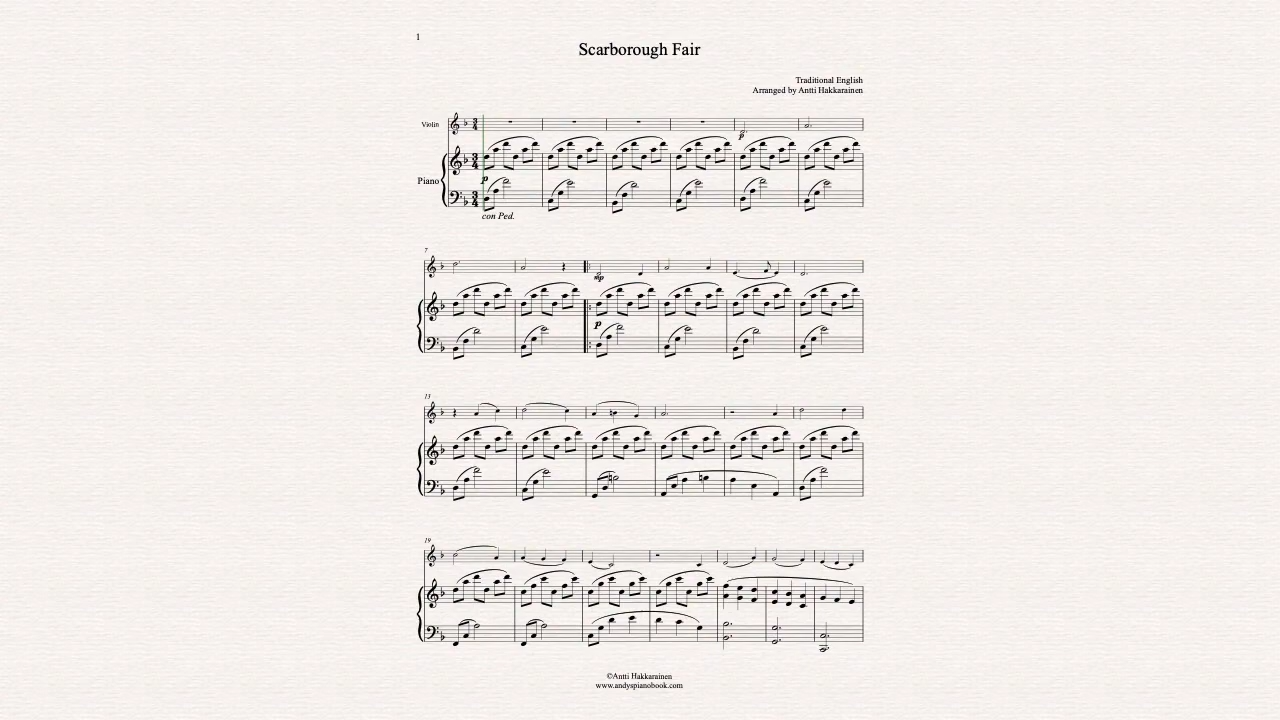 1
Scarborough Fair
Traditional English
Arranged by Antti Hakkarainen
Violin
p
Piano
p
con Ped.
7
mp
p
13
19
©Antti Hakkarainen
www.andyspianobook.com